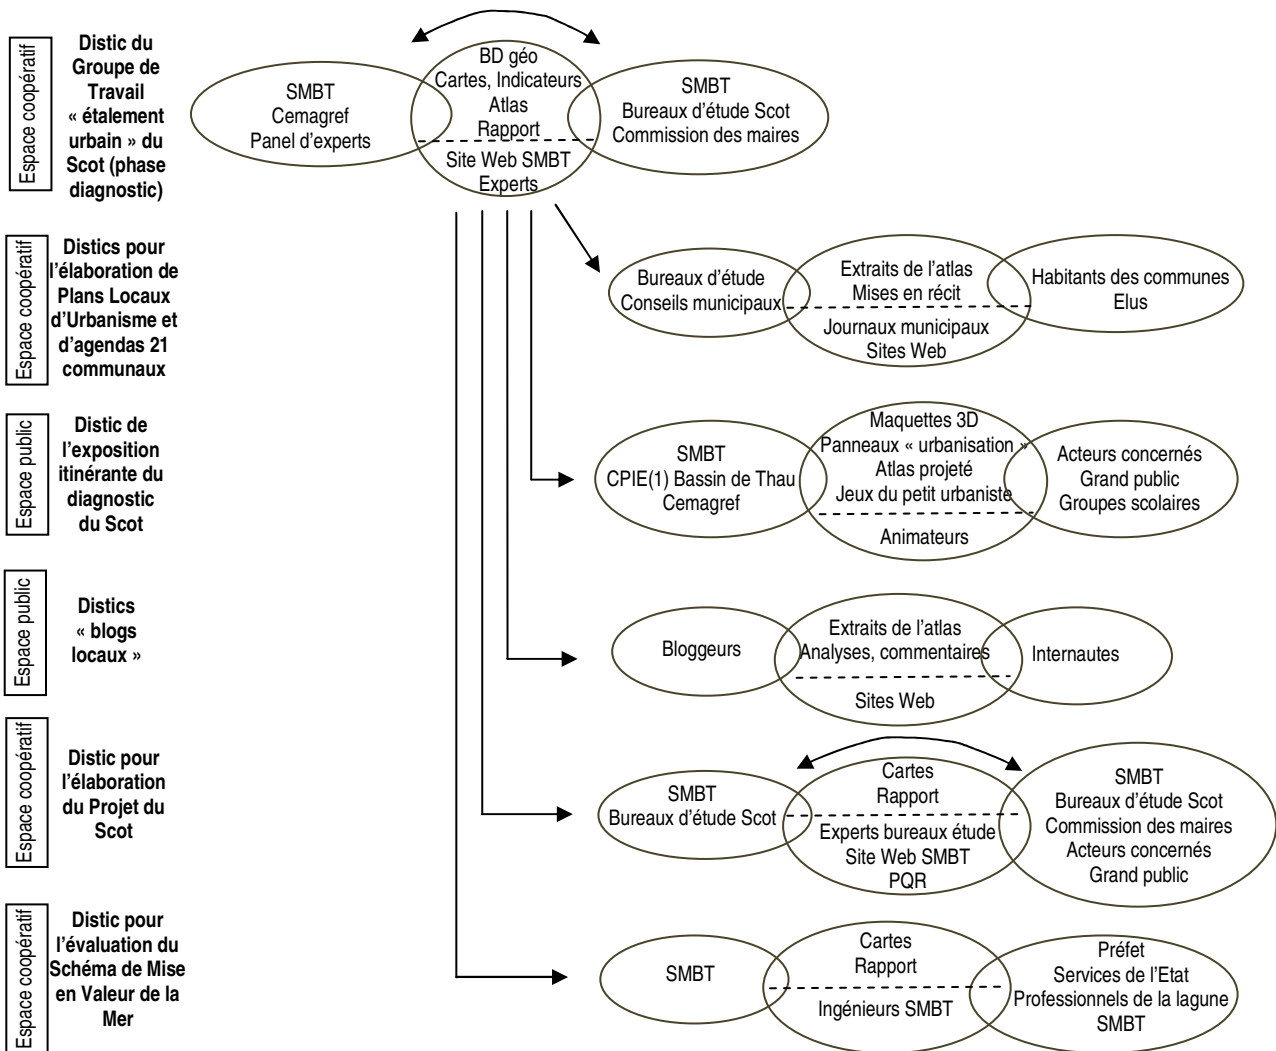 Espace coopératif
Distic du
Groupe de
Travail
« étalement
urbain » du
Scot (phase
diagnostic)
SMBT
Cemagref
Panel d’experts
BD géo
Cartes, Indicateurs
Atlas
Rapport
Site Web SMBT
Experts
SMBT
Bureaux d’étude Scot
Commission des maires
Espace coopératif
Distics pour
l’élaboration de
Plans Locaux
d’Urbanisme et
d’agendas 21
communaux
Bureaux d’étude
Conseils municipaux
Extraits de l’atlas
Mises en récit
Journaux municipaux
Sites Web
Habitants des communes
Elus
Espace public
Distic de
l’exposition
itinérante du
diagnostic
du Scot
SMBT
CPIE(1) Bassin de Thau
Cemagref
Maquettes 3D
Panneaux « urbanisation »
Atlas projeté
Jeux du petit urbaniste
Animateurs
Acteurs concernés
Grand public
Groupes scolaires
Espace public
Distics
« blogs
locaux »
Bloggeurs
Extraits de l’atlas
Analyses, commentaires
Sites Web
Internautes
Espace coopératif
Distic pour
l’élaboration
du Projet du
Scot
SMBT
Bureaux d’étude Scot
Cartes
Rapport
Experts bureaux étude
Site Web SMBT
PQR
SMBT
Bureaux d’étude Scot
Commission des maires
Acteurs concernés
Grand public
Espace coopératif
Distic pour
l’évaluation du
Schéma de Mise
en Valeur de la
Mer
SMBT
Cartes
Rapport
Ingénieurs SMBT
Préfet
Services de l’Etat
Professionnels de la lagune
SMBT